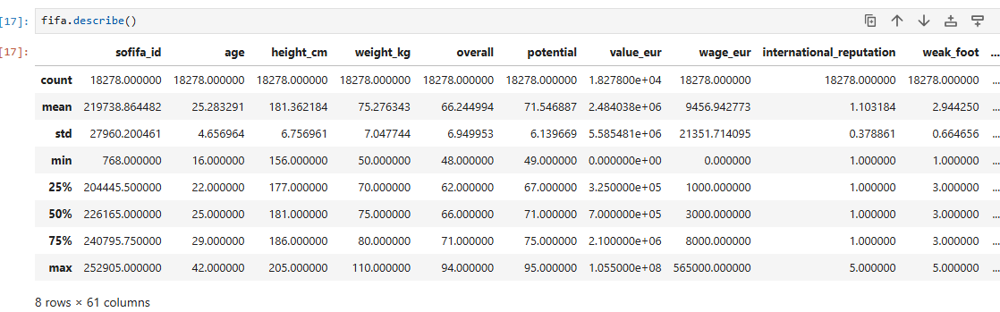 [17]: fifa.describe()
[17]: sofifa_id age height_cm weight_kg overall potential value_eur wage_eur international_reputation weak_foot ...
count 18278.000000 18278.000000 18278.000000 18278.000000 18278.000000 18278.000000 1.827800e+04 18278.000000 18278.000000 18278.000000 ...
mean 219738.864482 25.283291 181.362184 75.276343 66.244994 71.546887 2.484038e+06 9456.942773 1.103184 2.944250 ...
std 27960.200461 4.656964 6.756961 7.047744 6.949953 6.139669 5.585481e+06 21351.714095 0.378861 0.664656 ...
min 768.000000 16.000000 156.000000 50.000000 48.000000 49.000000 0.000000e+00 0.000000 1.000000 1.000000 ...
25% 204445.500000 22.000000 177.000000 70.000000 62.000000 67.000000 3.250000e+05 1000.000000 1.000000 3.000000 ...
50% 226165.000000 25.000000 181.000000 75.000000 66.000000 71.000000 7.000000e+05 3000.000000 1.000000 3.000000 ...
75% 240795.750000 29.000000 186.000000 80.000000 71.000000 75.000000 2.100000e+06 8000.000000 1.000000 3.000000 ...
max 252905.000000 42.000000 205.000000 110.000000 94.000000 95.000000 1.055000e+08 565000.000000 5.000000 5.000000 ...
8 rows × 61 columns